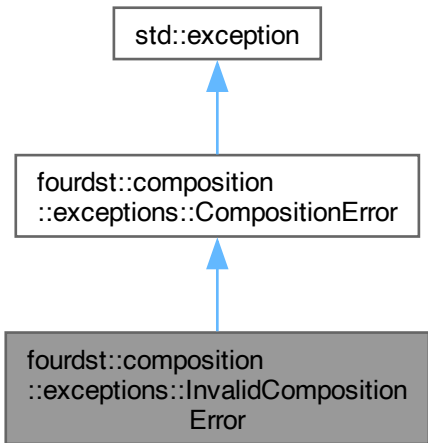 std::exception
fourdst::composition
::exceptions::CompositionError
fourdst::composition
::exceptions::InvalidComposition
Error